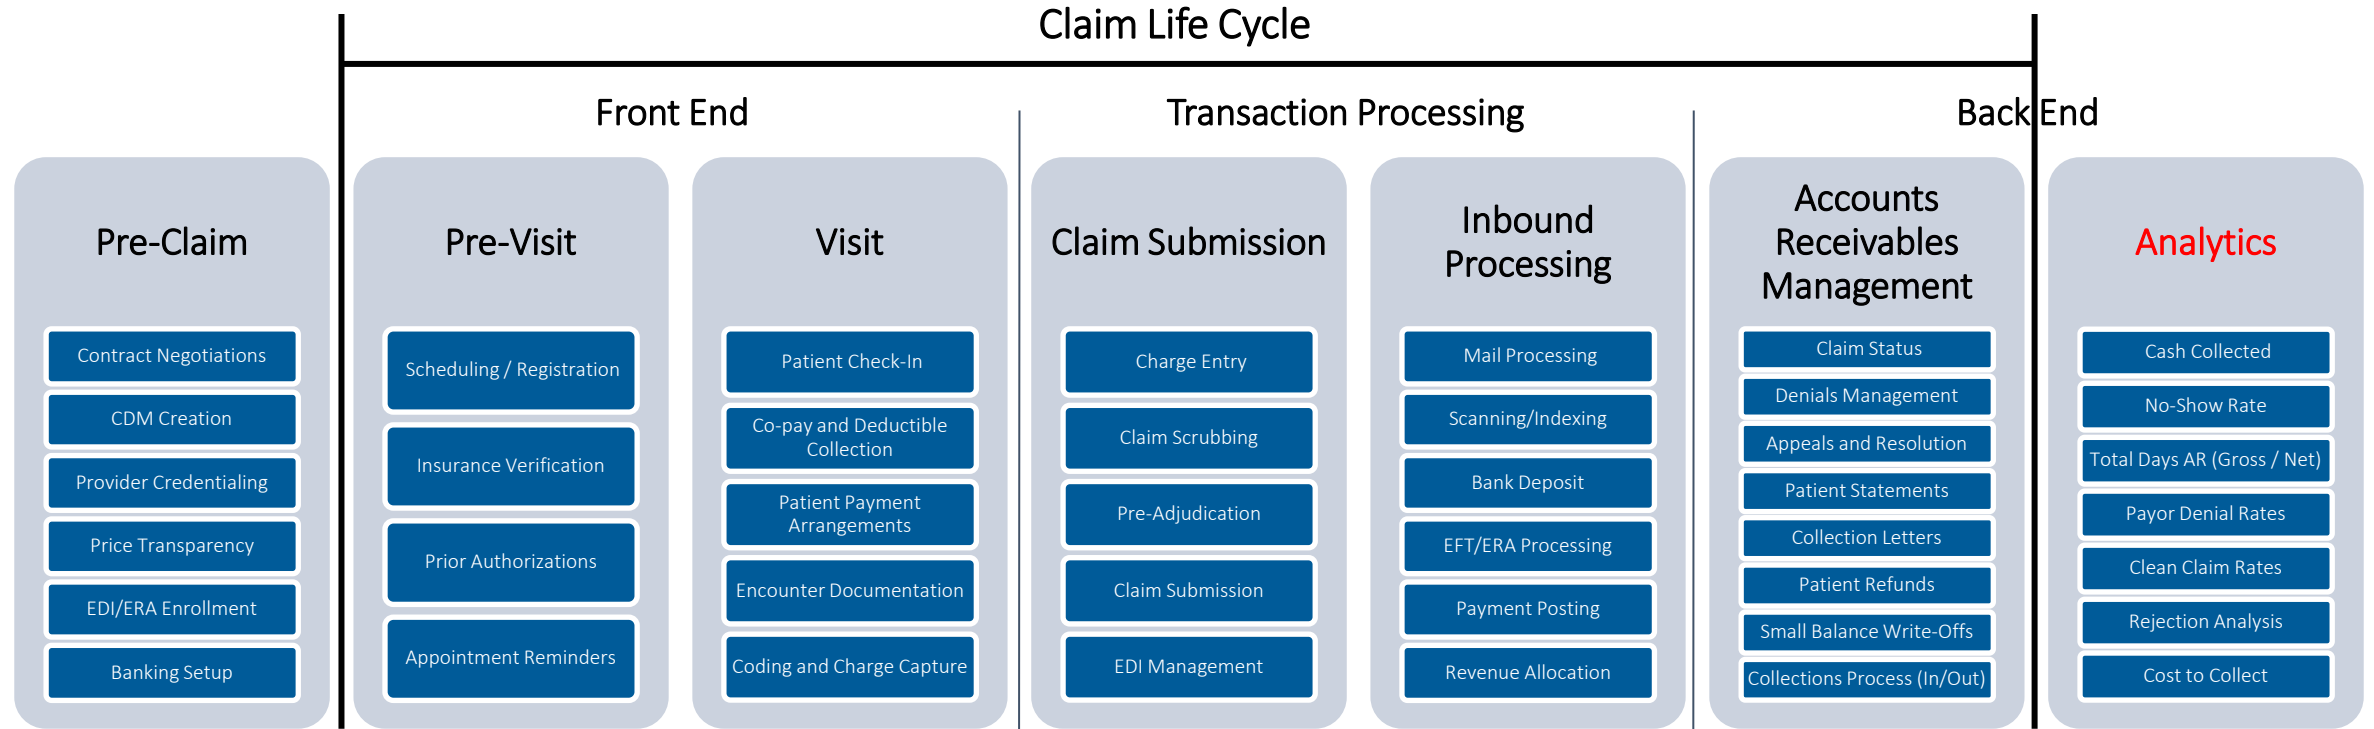 Claim Life Cycle
Front End
Transaction Processing
Back End
Pre-Claim
Contract Negotiations
CDM Creation
Provider Credentialing
Price Transparency
EDI/ERA Enrollment
Banking Setup
Pre-Visit
Scheduling / Registration
Insurance Verification
Prior Authorizations
Appointment Reminders
Visit
Patient Check-In
Co-pay and Deductible
Collection
Patient Payment
Arrangements
Encounter Documentation
Coding and Charge Capture
Claim Submission
Charge Entry
Claim Scrubbing
Pre-Adjudication
Claim Submission
EDI Management
Inbound
Processing
Mail Processing
Scanning/Indexing
Bank Deposit
EFT/ERA Processing
Payment Posting
Revenue Allocation
Accounts
Receivables
Management
Claim Status
Denials Management
Appeals and Resolution
Patient Statements
Collection Letters
Patient Refunds
Small Balance Write-Offs
Collections Process (In/Out)
Analytics
Cash Collected
No-Show Rate
Total Days AR (Gross / Net)
Payor Denial Rates
Clean Claim Rates
Rejection Analysis
Cost to Collect